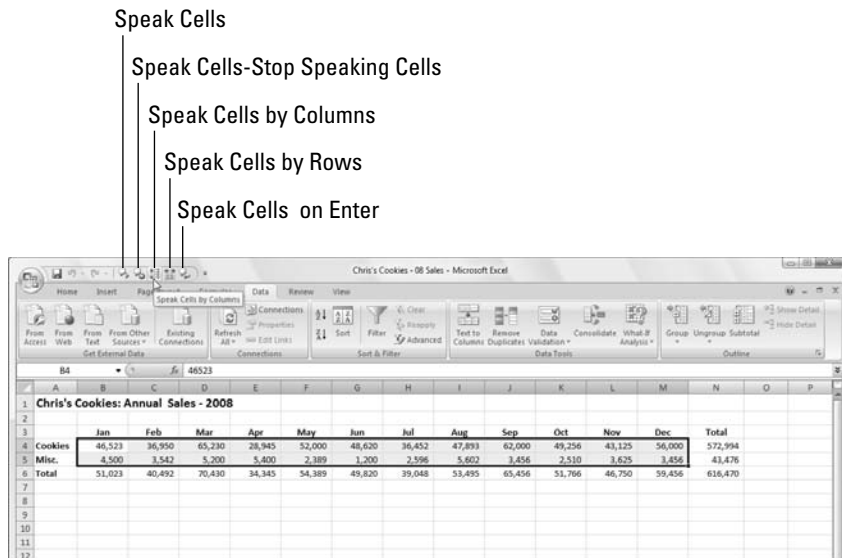 Speak Cells
Speak Cells-Stop Speaking Cells
Speak Cells by Columns
Speak Cells by Rows
Speak Cells on Enter
Chris's Cookies - 08 Sales - Microsoft Excel
Home Insert Data Review View
Speak Cells by Columns
From Access From Web From Text From Other Sources Existing Connections Refresh All Connections Properties Edit Links Sort Filter Clear Reapply Advanced Text to Columns Remove Duplicates Data Validation Consolidate What-If Analysis Group Ungroup Subtotal Show Detail Hide Detail
Get External Data Connections Sort & Filter Data Tools Outline
B4 fx 46523
A B C D E F G H I J K L M N O P
1 Chris's Cookies: Annual Sales - 2008
2
3 Jan Feb Mar Apr May Jun Jul Aug Sep Oct Nov Dec Total
4 Cookies 46,523 36,950 65,230 28,945 52,000 48,620 36,452 47,893 62,000 49,256 43,125 56,000 572,994
5 Misc. 4,500 3,542 5,200 5,400 2,389 1,200 2,596 5,602 3,456 2,510 3,625 3,456 43,476
6 Total 51,023 40,492 70,430 34,345 54,389 49,820 39,048 53,495 65,456 51,766 46,750 59,456 616,470
7
8
9
10
11
12